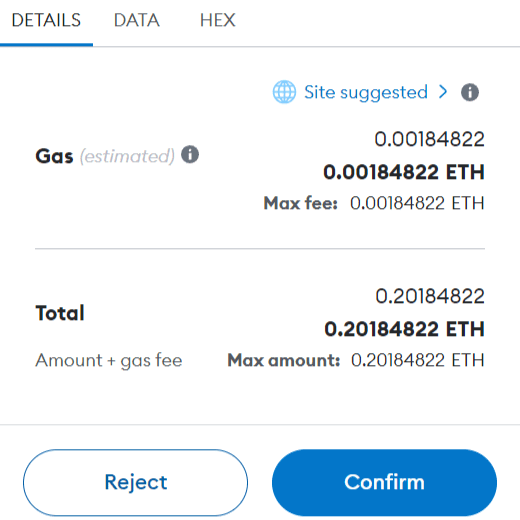 DETAILS DATA HEX
Site suggested
0.00184822
Gas (estimated)
0.00184822 ETH
Max fee: 0.00184822 ETH
0.20184822
Total
0.20184822 ETH
Amount + gas fee Max amount: 0.20184822 ETH
Reject Confirm